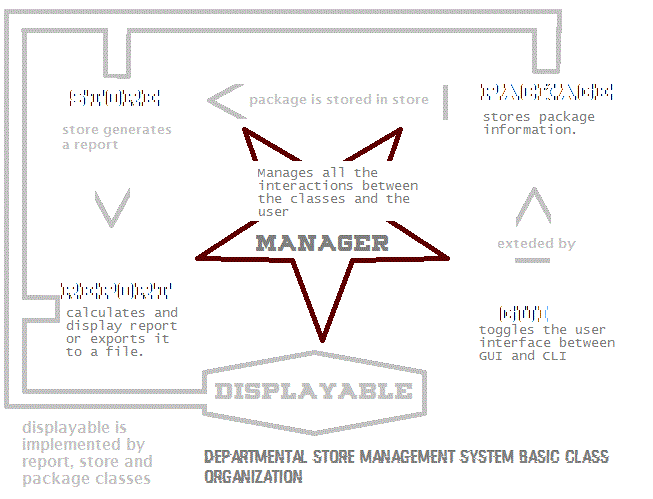 STORE
package is stored in store
PACKAGE
store generates
a report
stores package
information.
Manages all the
interactions between
the classes and the
user
MANAGER
exteded by
REPORT
calculates and
display report
or exports it
to a file.
GUI
toggles the user
interface between
GUI and CLI
DISPLAYABLE
displayable is
implemented by
report, store and
package classes
DEPARTMENTAL STORE MANAGEMENT SYSTEM BASIC CLASS
ORGANIZATION